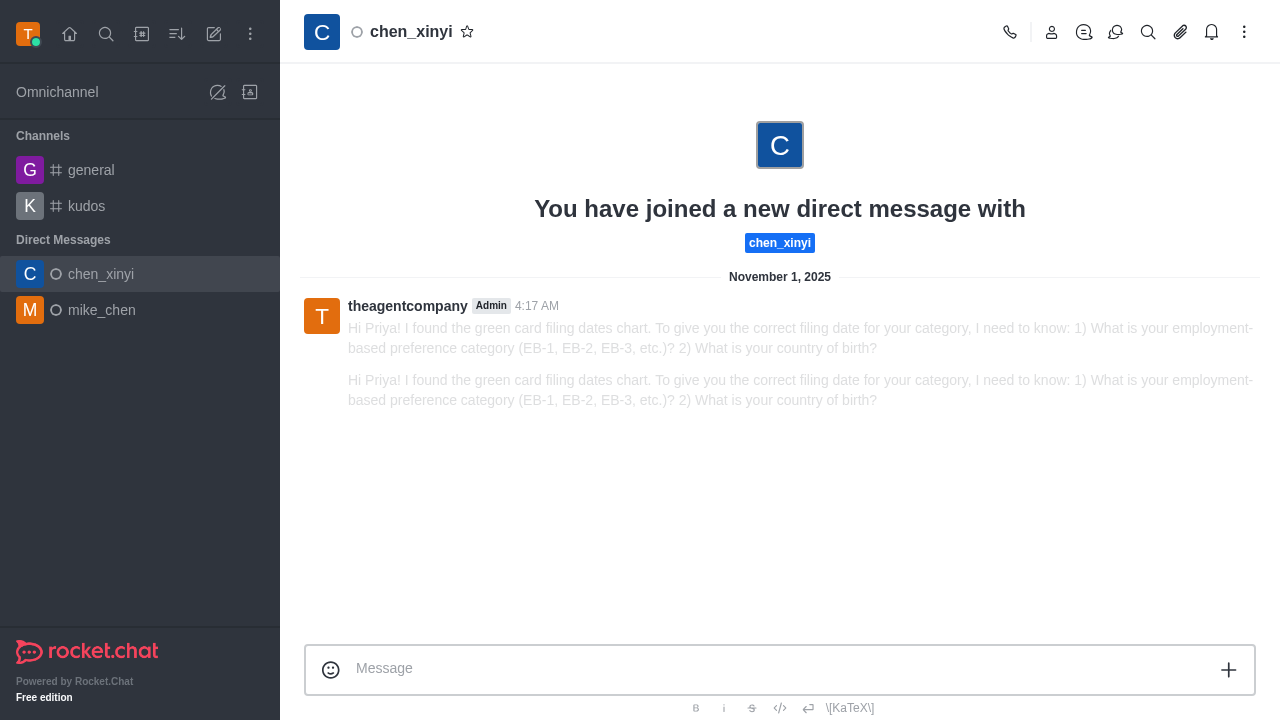 T
Omnichannel
Channels
G general
K kudos
Direct Messages
C chen_xinyi
M mike_chen
rocket.chat
Powered by Rocket.Chat
Free edition
C chen_xinyi
C
You have joined a new direct message with
chen_xinyi
November 1, 2025
T theagentcompany Admin 4:17 AM
Hi Priya! I found the green card filing dates chart. To give you the correct filing date for your category, I need to know: 1) What is your employment-
based preference category (EB-1, EB-2, EB-3, etc.)? 2) What is your country of birth?
Hi Priya! I found the green card filing dates chart. To give you the correct filing date for your category, I need to know: 1) What is your employment-
based preference category (EB-1, EB-2, EB-3, etc.)? 2) What is your country of birth?
Message
B i S \[KaTeX\]